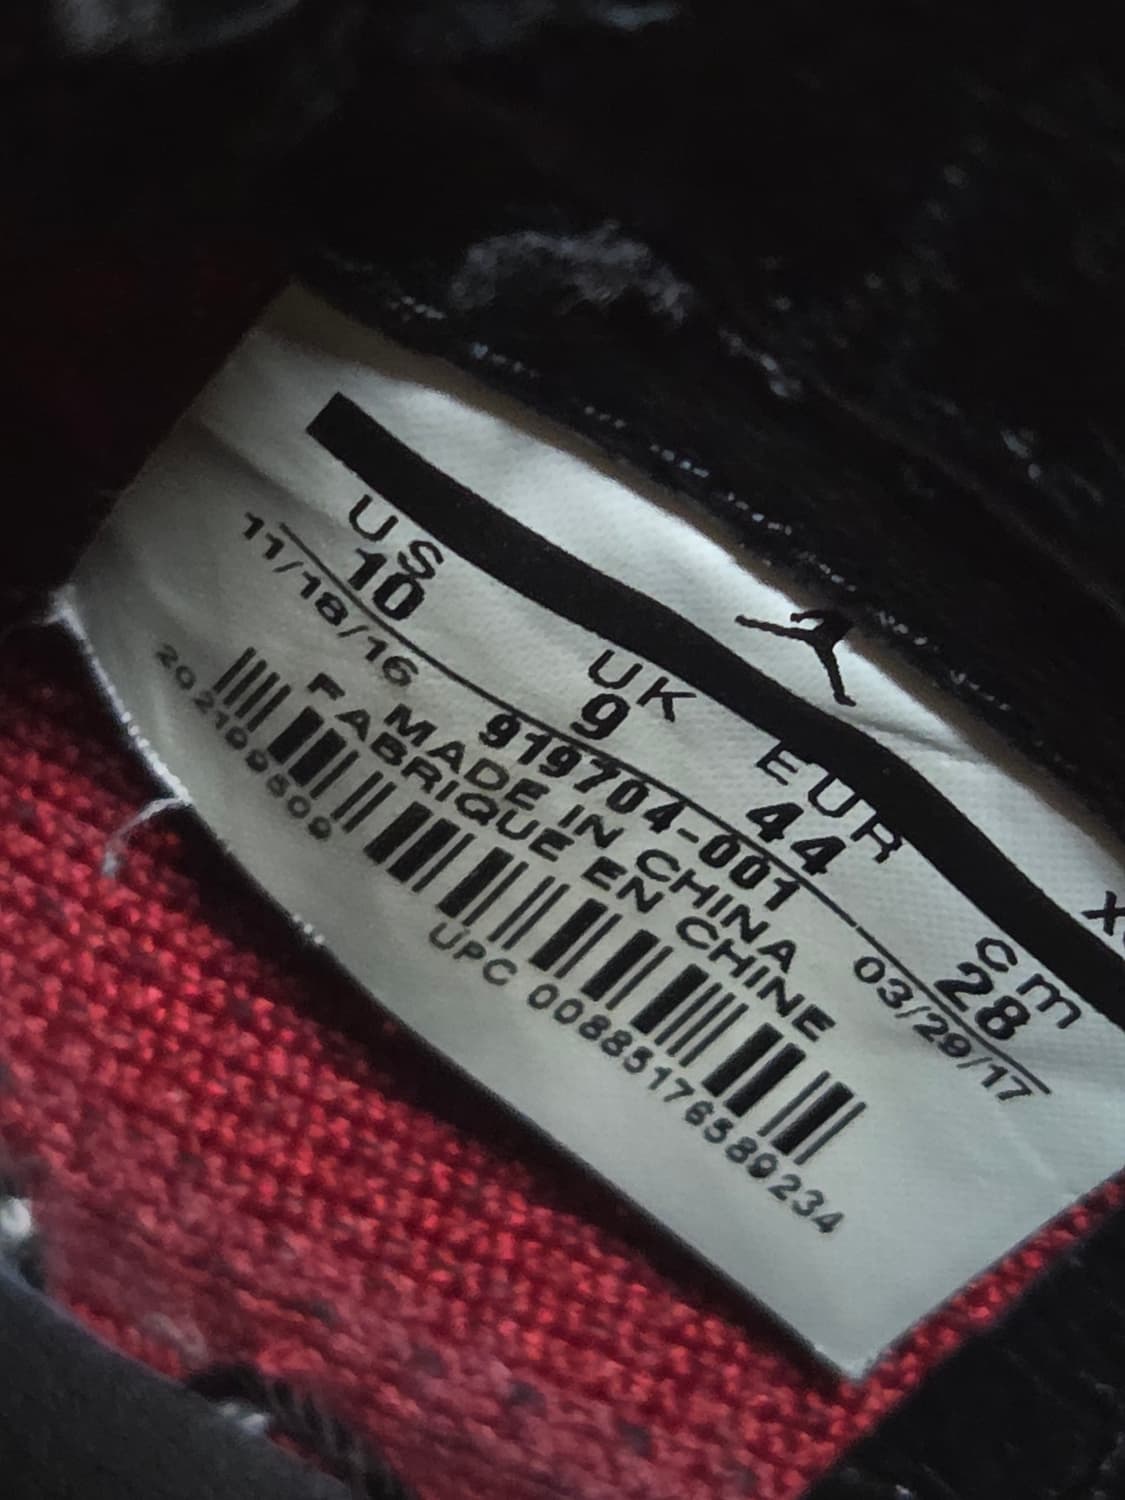 US UK EUR cm
10 9 44 28
11/18/16 919704-001 03/29/17
MADE IN CHINA
FABRIQUE EN CHINE
UPC 00885176589234